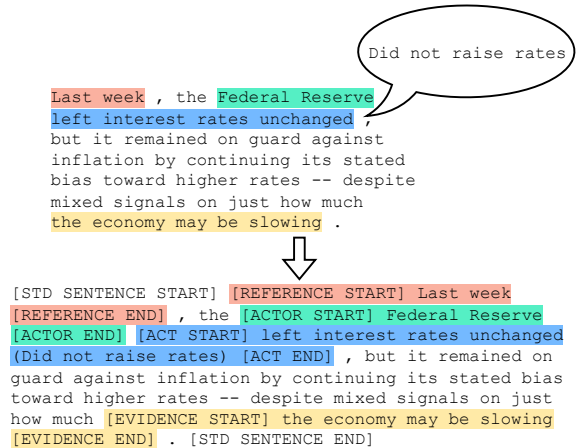 Did not raise rates
Last week , the Federal Reserve
left interest rates unchanged ,
but it remained on guard against
inflation by continuing its stated
bias toward higher rates -- despite
mixed signals on just how much
the economy may be slowing .
[STD SENTENCE START] [REFERENCE START] Last week
[REFERENCE END] , the [ACTOR START] Federal Reserve
[ACTOR END] [ACT START] left interest rates unchanged
(Did not raise rates) [ACT END] , but it remained on
guard against inflation by continuing its stated bias
toward higher rates -- despite mixed signals on just
how much [EVIDENCE START] the economy may be slowing
[EVIDENCE END] . [STD SENTENCE END]